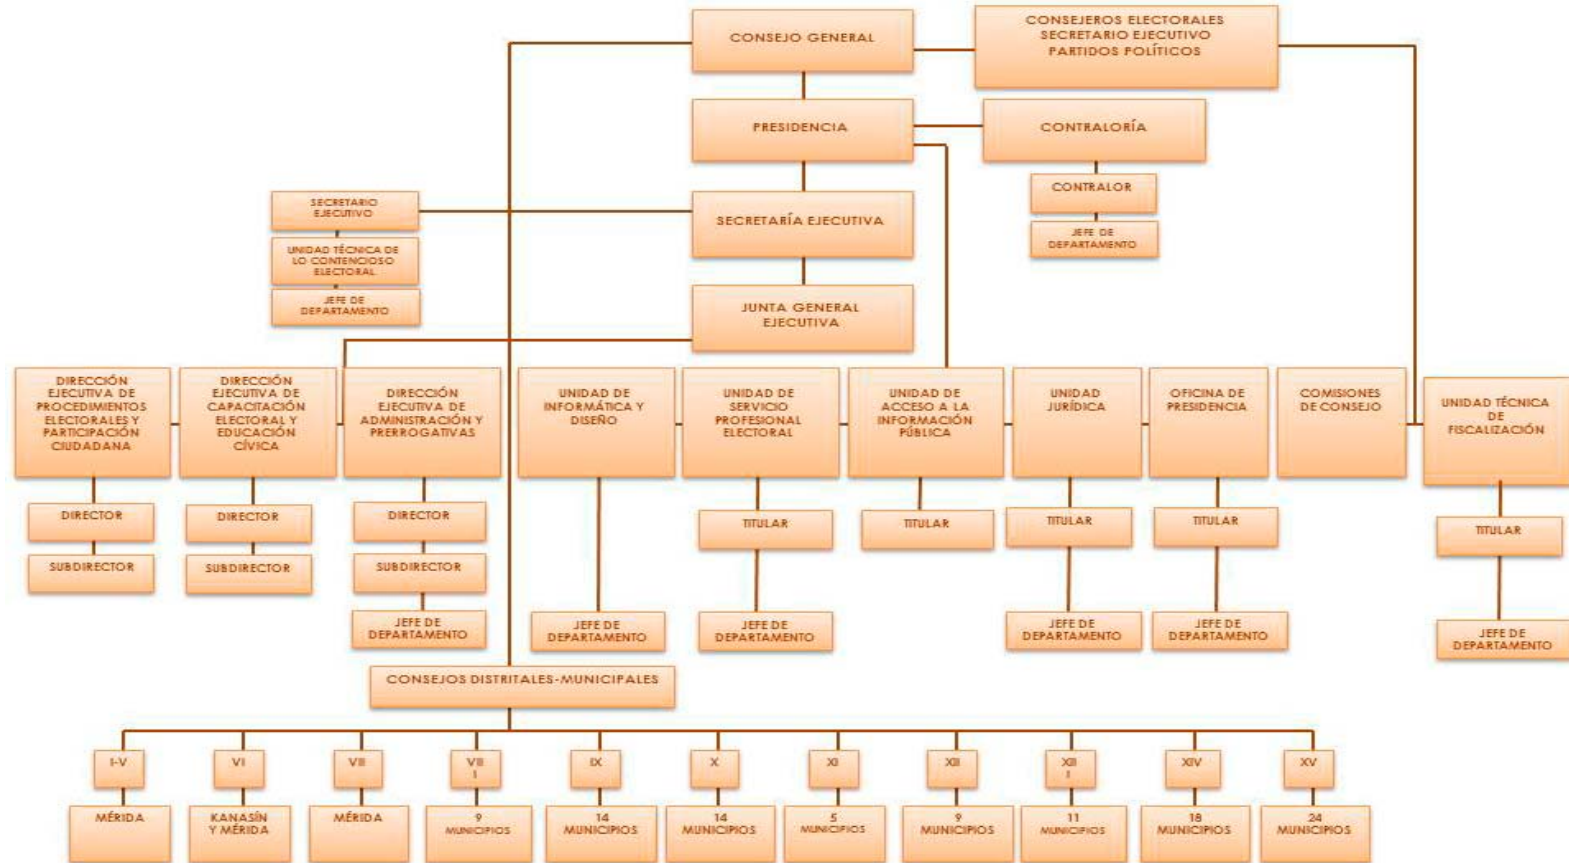 CONSEJO GENERAL
CONSEJEROS ELECTORALES
SECRETARIO EJECUTIVO
PARTIDOS POLÍTICOS
PRESIDENCIA
CONTRALORÍA
CONTRALOR
JEFE DE
DEPARTAMENTO
SECRETARIO
EJECUTIVO
UNIDAD TÉCNICA DE
LO CONTENCIOSO
ELECTORAL
JEFE DE
DEPARTAMENTO
SECRETARÍA EJECUTIVA
JUNTA GENERAL
EJECUTIVA
DIRECCIÓN
EJECUTIVA DE
PROCEDIMIENTOS
ELECTORALES Y
PARTICIPACIÓN
CIUDADANA
DIRECCIÓN
EJECUTIVA DE
CAPACITACIÓN
ELECTORAL Y
EDUCACIÓN
CÍVICA
DIRECCIÓN
EJECUTIVA DE
ADMINISTRACIÓN Y
PRERROGATIVAS
UNIDAD DE
INFORMÁTICA Y
DISEÑO
UNIDAD DE
SERVICIO
PROFESIONAL
ELECTORAL
UNIDAD DE
ACCESO A LA
INFORMACIÓN
PÚBLICA
UNIDAD
JURÍDICA
OFICINA DE
PRESIDENCIA
COMISIONES
DE CONSEJO
UNIDAD TÉCNICA
DE
FISCALIZACIÓN
DIRECTOR
DIRECTOR
DIRECTOR
TITULAR
TITULAR
TITULAR
TITULAR
TITULAR
SUBDIRECTOR
SUBDIRECTOR
SUBDIRECTOR
JEFE DE
DEPARTAMENTO
JEFE DE
DEPARTAMENTO
JEFE DE
DEPARTAMENTO
JEFE DE
DEPARTAMENTO
JEFE DE
DEPARTAMENTO
JEFE DE
DEPARTAMENTO
CONSEJOS DISTRITALES-MUNICIPALES
I-V
VI
VII
VII
I
IX
X
XI
XII
XII
I
XIV
XV
MÉRIDA
KANASÍN
Y MÉRIDA
MÉRIDA
9
MUNICIPIOS
14
MUNICIPIOS
14
MUNICIPIOS
5
MUNICIPIOS
9
MUNICIPIOS
11
MUNICIPIOS
18
MUNICIPIOS
24
MUNICIPIOS